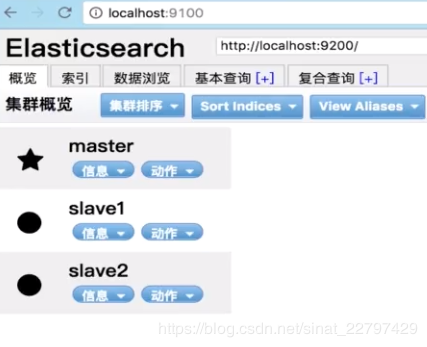 localhost:9100
Elasticsearch http://localhost:9200/
概览 索引 数据浏览 基本查询 [+] 复合查询 [+]
集群概览 集群排序 Sort Indices View Aliases
master
信息 动作
slave1
信息 动作
slave2
信息 动作
https://blog.csdn.net/sinat_22797429